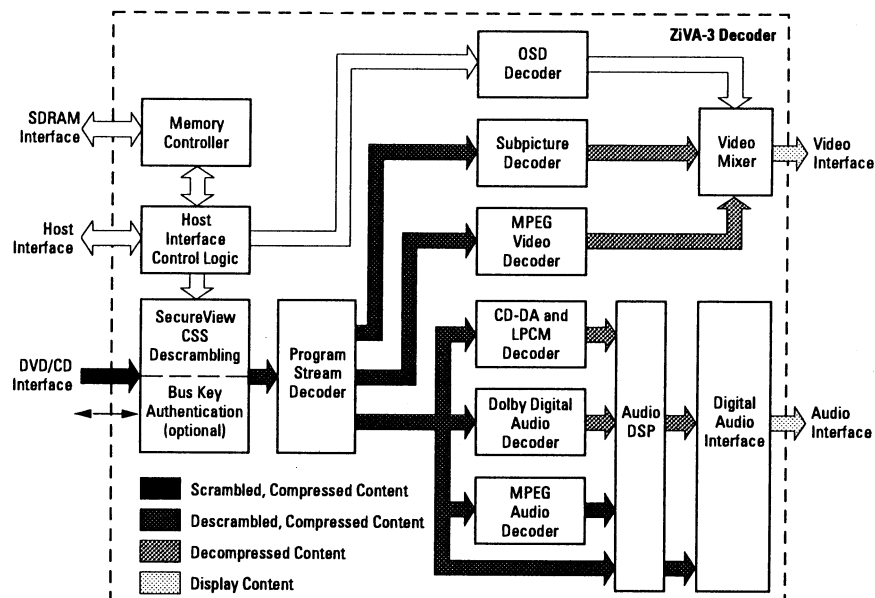 ZiVA-3 Decoder
OSD
Decoder
SDRAM
Interface
Memory
Controller
Subpicture
Decoder
Video
Mixer
Video
Interface
Host
Interface
Host
Interface
Control Logic
MPEG
Video
Decoder
SecureView
CSS
Descrambling
Program
Stream
Decoder
CD-DA and
LPCM
Decoder
DVD/CD
Interface
Bus Key
Authentication
(optional)
Dolby Digital
Audio
Decoder
Audio
DSP
Digital
Audio
Interface
Audio
Interface
MPEG
Audio
Decoder
Scrambled, Compressed Content
Descrambled, Compressed Content
Decompressed Content
Display Content